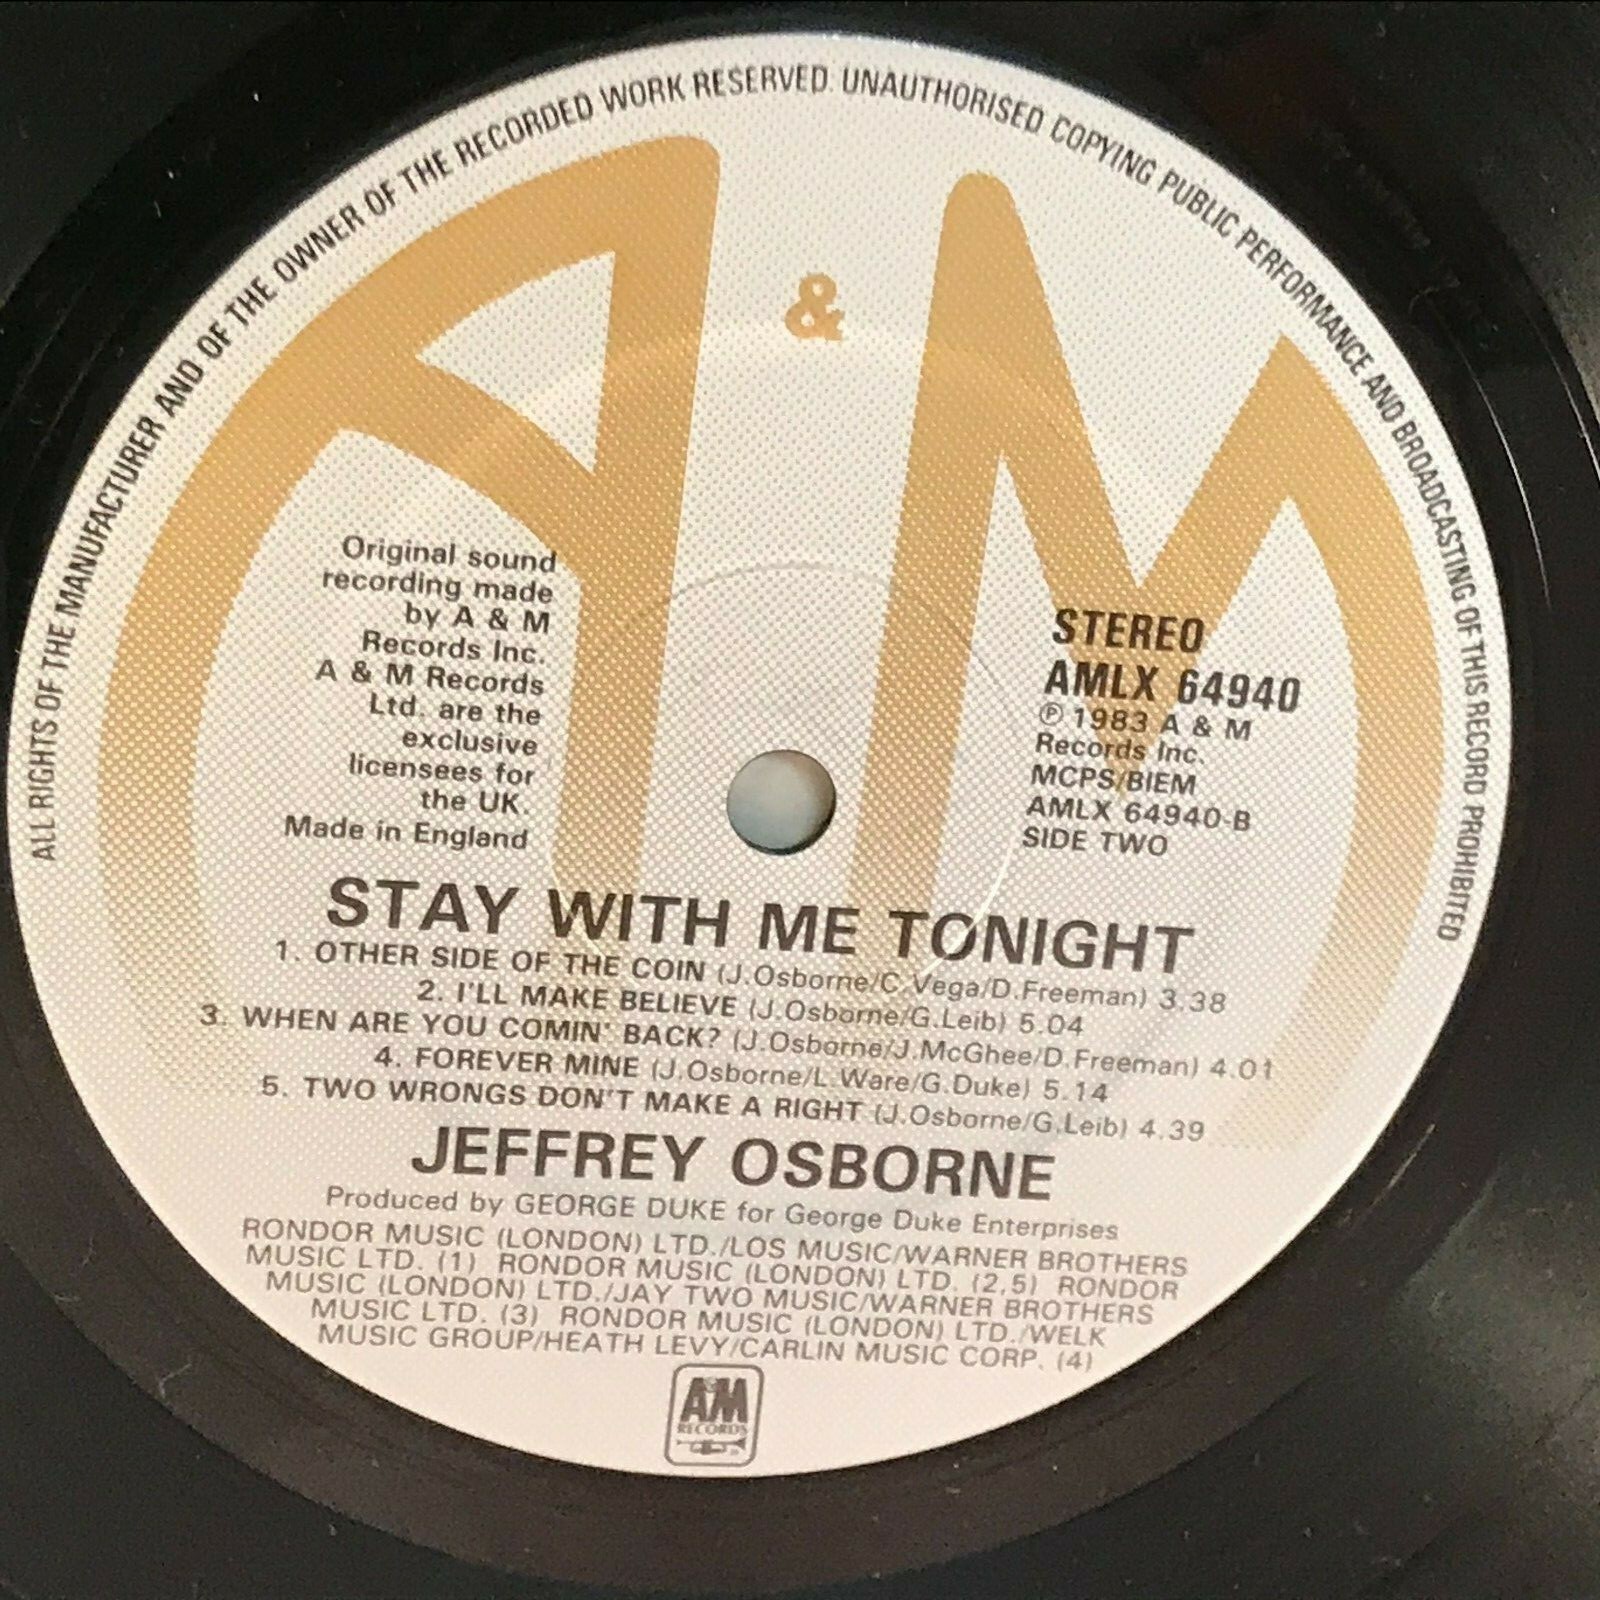 ALL RIGHTS OF THE MANUFACTURER AND OF THE OWNER OF THE RECORDED WORK RESERVED. UNAUTHORISED COPYING PUBLIC PERFORMANCE AND BROADCASTING OF THIS RECORD PROHIBITED
A & M
Original sound
recording made
by A & M
Records Inc.
A & M Records
Ltd. are the
exclusive
licensees for
the UK.
Made in England
STEREO
AMLX 64940
℗ 1983 A & M
Records Inc.
MCPS/BIEM
AMLX 64940-B
SIDE TWO
STAY WITH ME TONIGHT
1. OTHER SIDE OF THE COIN (J.Osborne/C.Vega/D.Freeman) 3.38
2. I'LL MAKE BELIEVE (J.Osborne/G.Leib) 5.04
3. WHEN ARE YOU COMIN' BACK? (J.Osborne/J.McGhee/D.Freeman) 4.01
4. FOREVER MINE (J.Osborne/L.Ware/G.Duke) 5.14
5. TWO WRONGS DON'T MAKE A RIGHT (J.Osborne/G.Leib) 4.39
JEFFREY OSBORNE
Produced by GEORGE DUKE for George Duke Enterprises
RONDOR MUSIC (LONDON) LTD./LOS MUSIC/WARNER BROTHERS
MUSIC LTD. (1) RONDOR MUSIC (LONDON) LTD. (2,5) RONDOR
MUSIC (LONDON) LTD./JAY TWO MUSIC/WARNER BROTHERS
MUSIC LTD. (3) RONDOR MUSIC (LONDON) LTD./WELK
MUSIC GROUP/HEATH LEVY/CARLIN MUSIC CORP. (4)
A&M
RECORDS